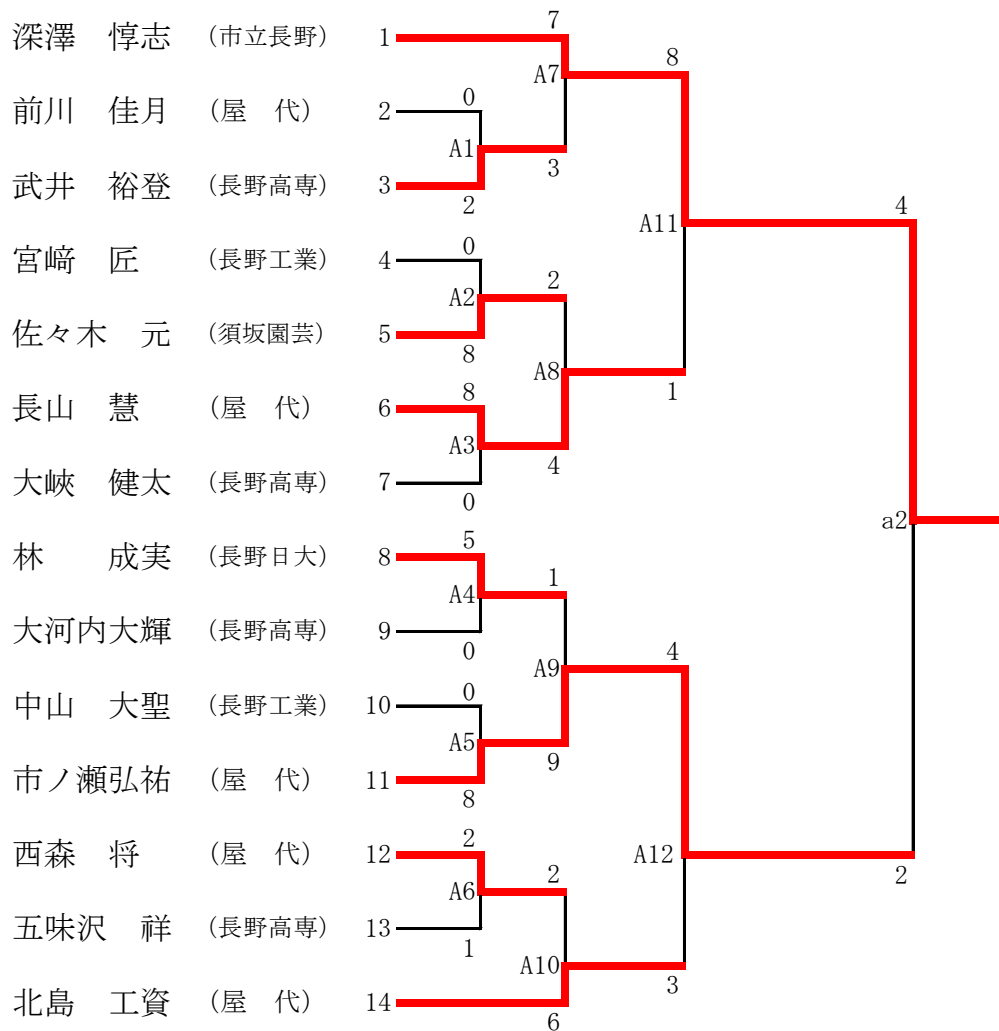 7
深澤　惇志　(市立長野)　1
A7　8
前川　佳月　(屋　代)　2　0
A1
武井　裕登　(長野高専)　3　2　3
A11　4
宮﨑　匠　(長野工業)　4　0
A2　2
佐々木　元　(須坂園芸)　5　8
A8　1
長山　慧　(屋　代)　6　8
A3　4
大峽　健太　(長野高専)　7　0
a2
林　成実　(長野日大)　8　5
A4　1
大河内大輝　(長野高専)　9　0
A9　4
中山　大聖　(長野工業)　10　0
A5　9
市ノ瀬弘祐　(屋　代)　11　8
西森　将　(屋　代)　12　2
A12　2
A6　2
五味沢　祥　(長野高専)　13　1
A10　3
北島　工資　(屋　代)　14　6